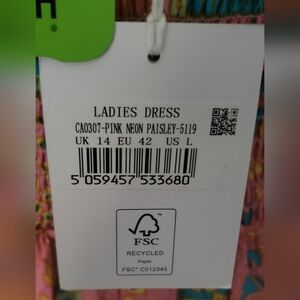 H
LADIES DRESS
CA0307-PINK NEON PAISLEY-5119
UK 14 EU 42 US L
5 059457 533680
FSC
RECYCLED
Paper
FSC® C012345